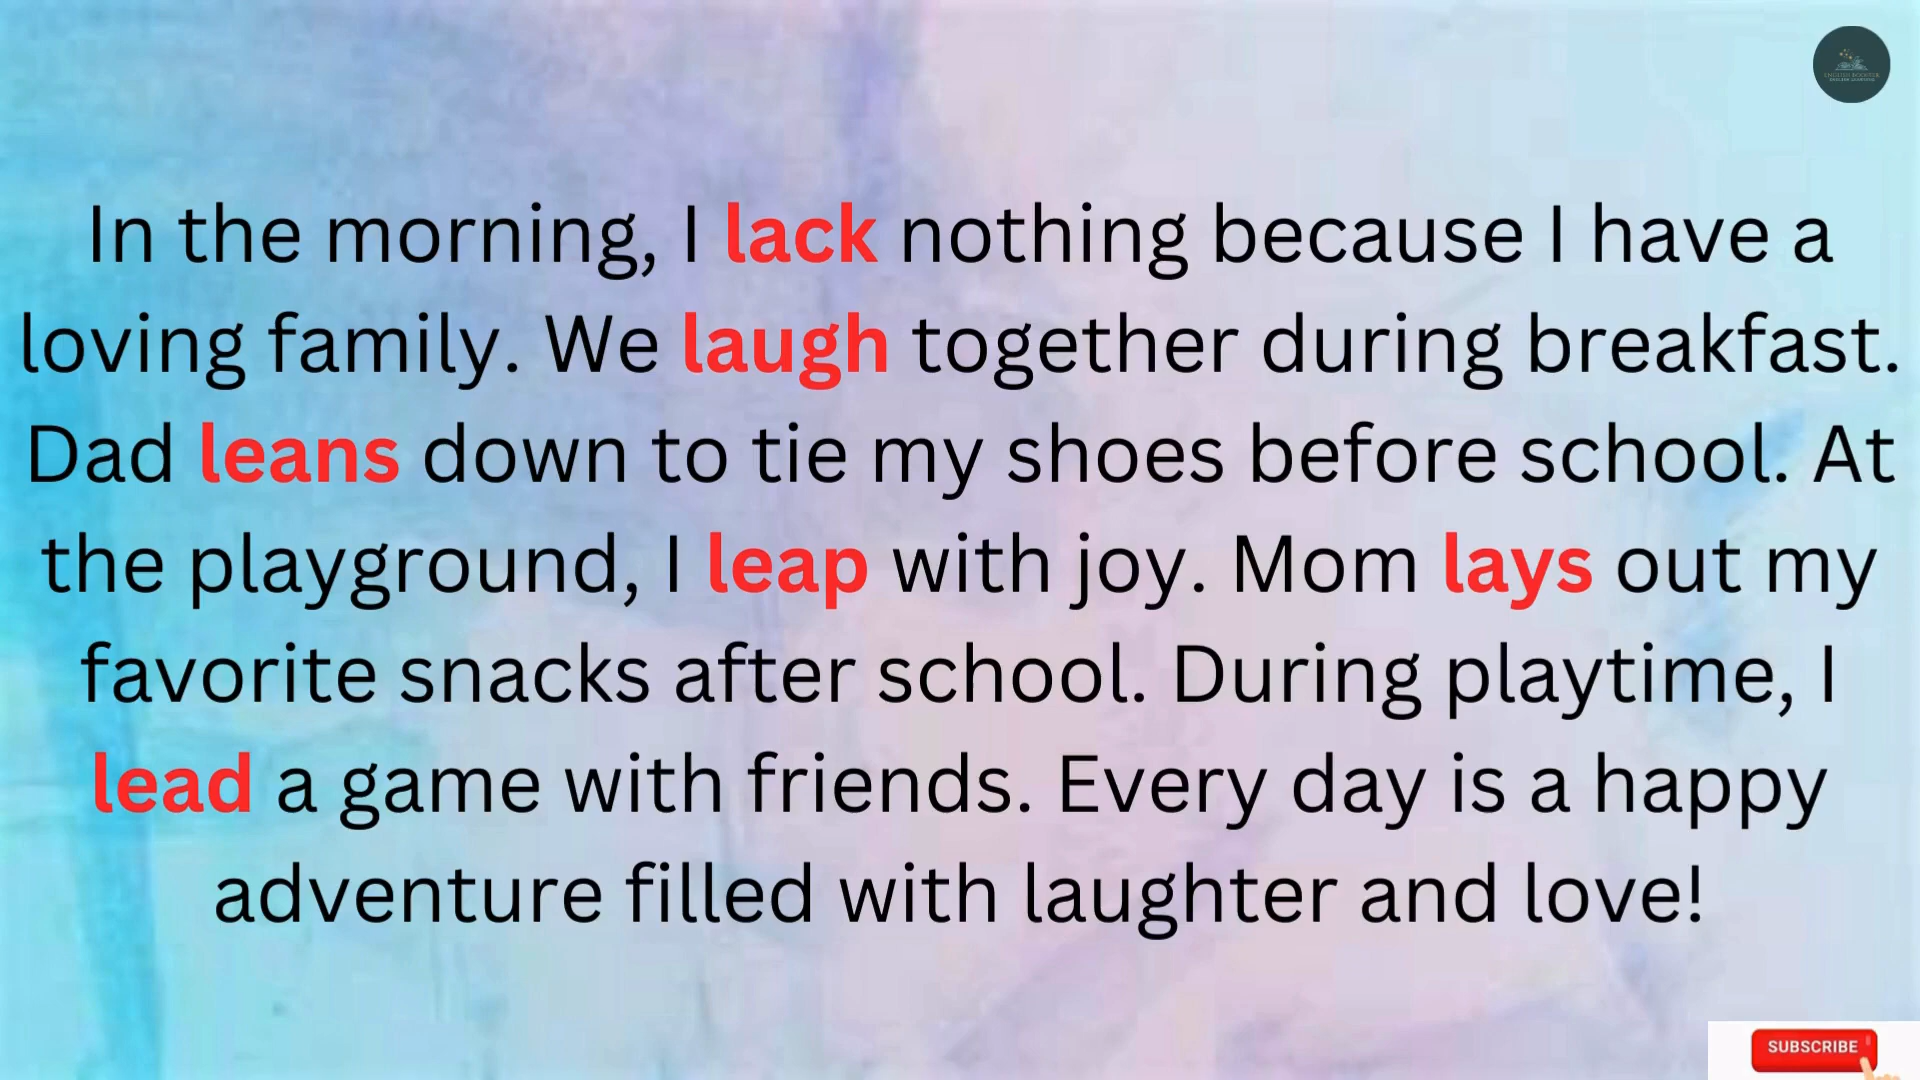 In the morning, I lack nothing because I have a
loving family. We laugh together during breakfast.
Dad leans down to tie my shoes before school. At
the playground, I leap with joy. Mom lays out my
favorite snacks after school. During playtime, I
lead a game with friends. Every day is a happy
adventure filled with laughter and love!
SUBSCRIBE